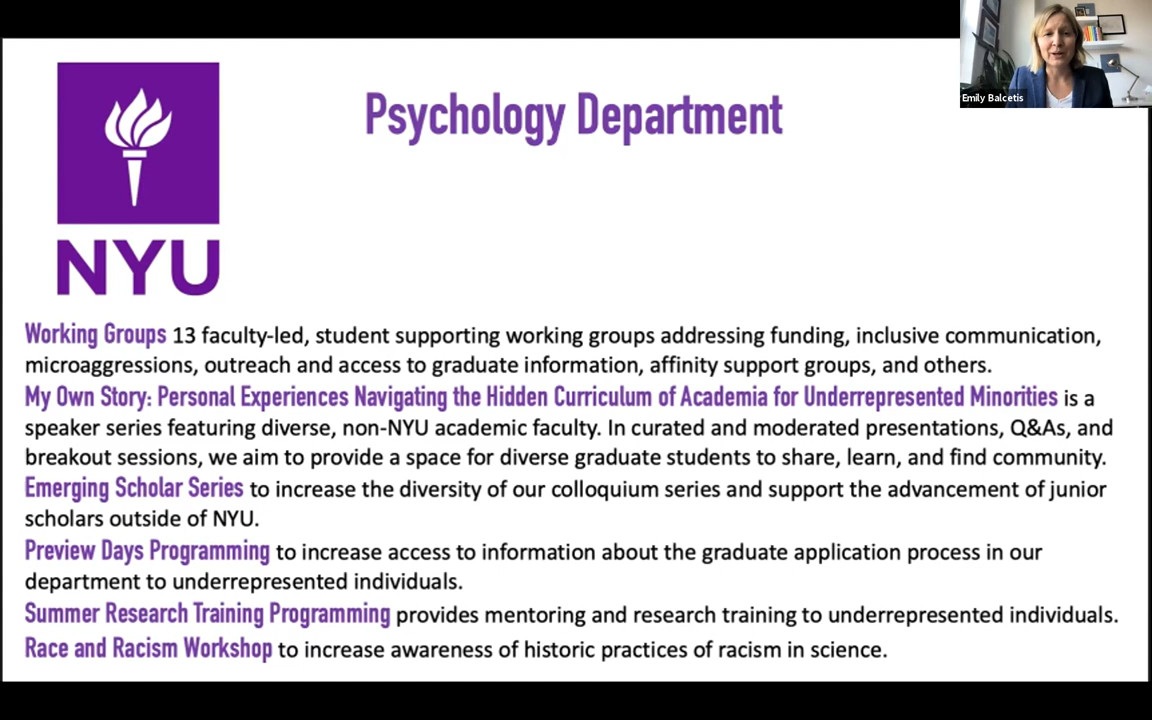 Emily Balcetis
Psychology Department
NYU
Working Groups 13 faculty-led, student supporting working groups addressing funding, inclusive communication,
microaggressions, outreach and access to graduate information, affinity support groups, and others.
My Own Story: Personal Experiences Navigating the Hidden Curriculum of Academia for Underrepresented Minorities is a
speaker series featuring diverse, non-NYU academic faculty. In curated and moderated presentations, Q&As, and
breakout sessions, we aim to provide a space for diverse graduate students to share, learn, and find community.
Emerging Scholar Series to increase the diversity of our colloquium series and support the advancement of junior
scholars outside of NYU.
Preview Days Programming to increase access to information about the graduate application process in our
department to underrepresented individuals.
Summer Research Training Programming provides mentoring and research training to underrepresented individuals.
Race and Racism Workshop to increase awareness of historic practices of racism in science.